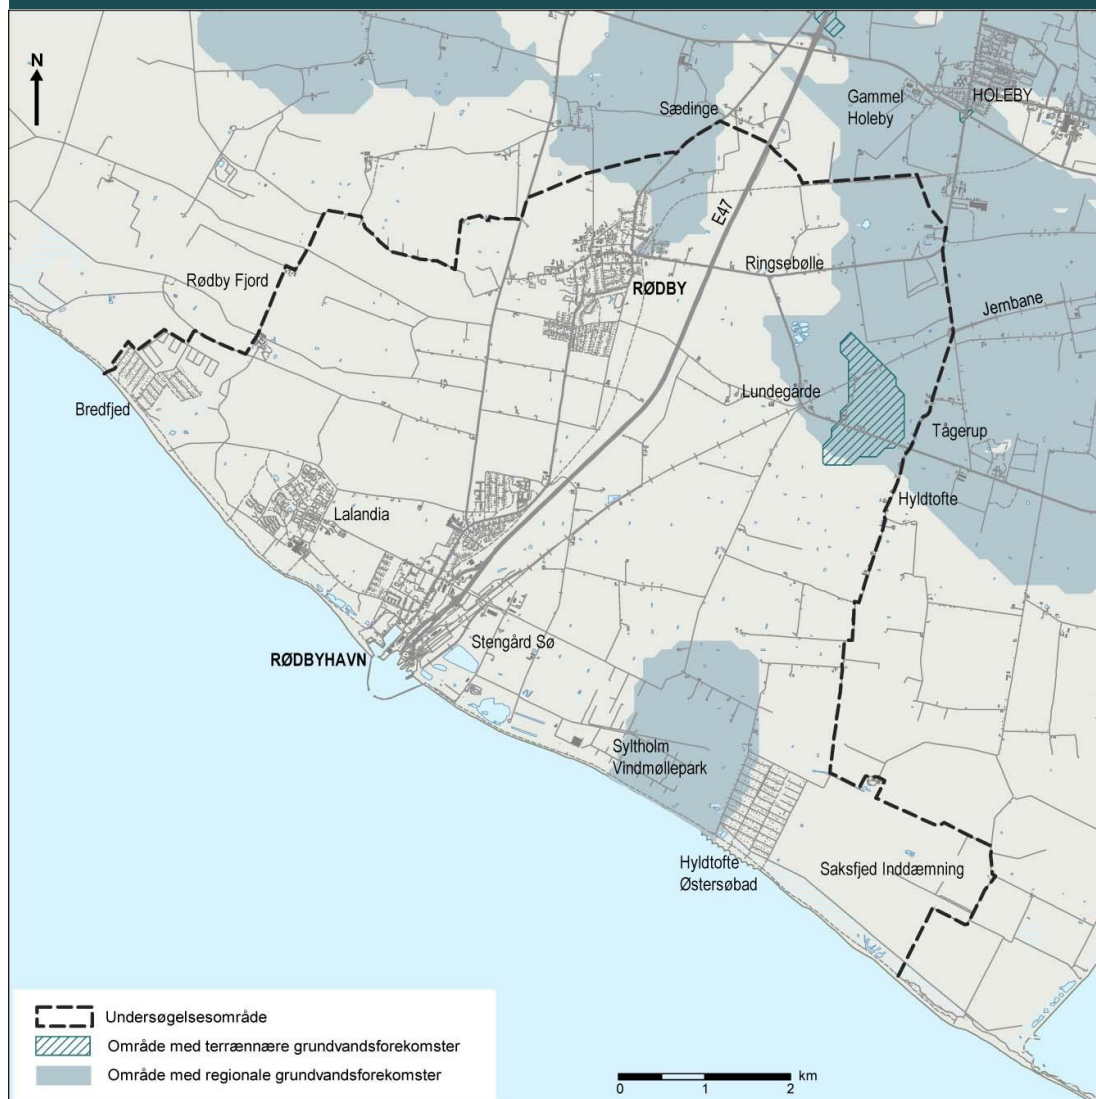 N
Sædinge
Gammel
Holeby
HOLEBY
E47
Rødby Fjord
RØDBY
Ringsebølle
Jernbane
Bredfjed
Lundegårde
Tågerup
Hyldtofte
Lalandia
RØDBYHAVN
Stengård Sø
Syltholm
Vindmøllepark
Hyldtofte
Østersøbad
Saksfjed Inddæmning
Undersøgelsesområde
Område med terrænnære grundvandsforekomster
Område med regionale grundvandsforekomster
km
0 1 2